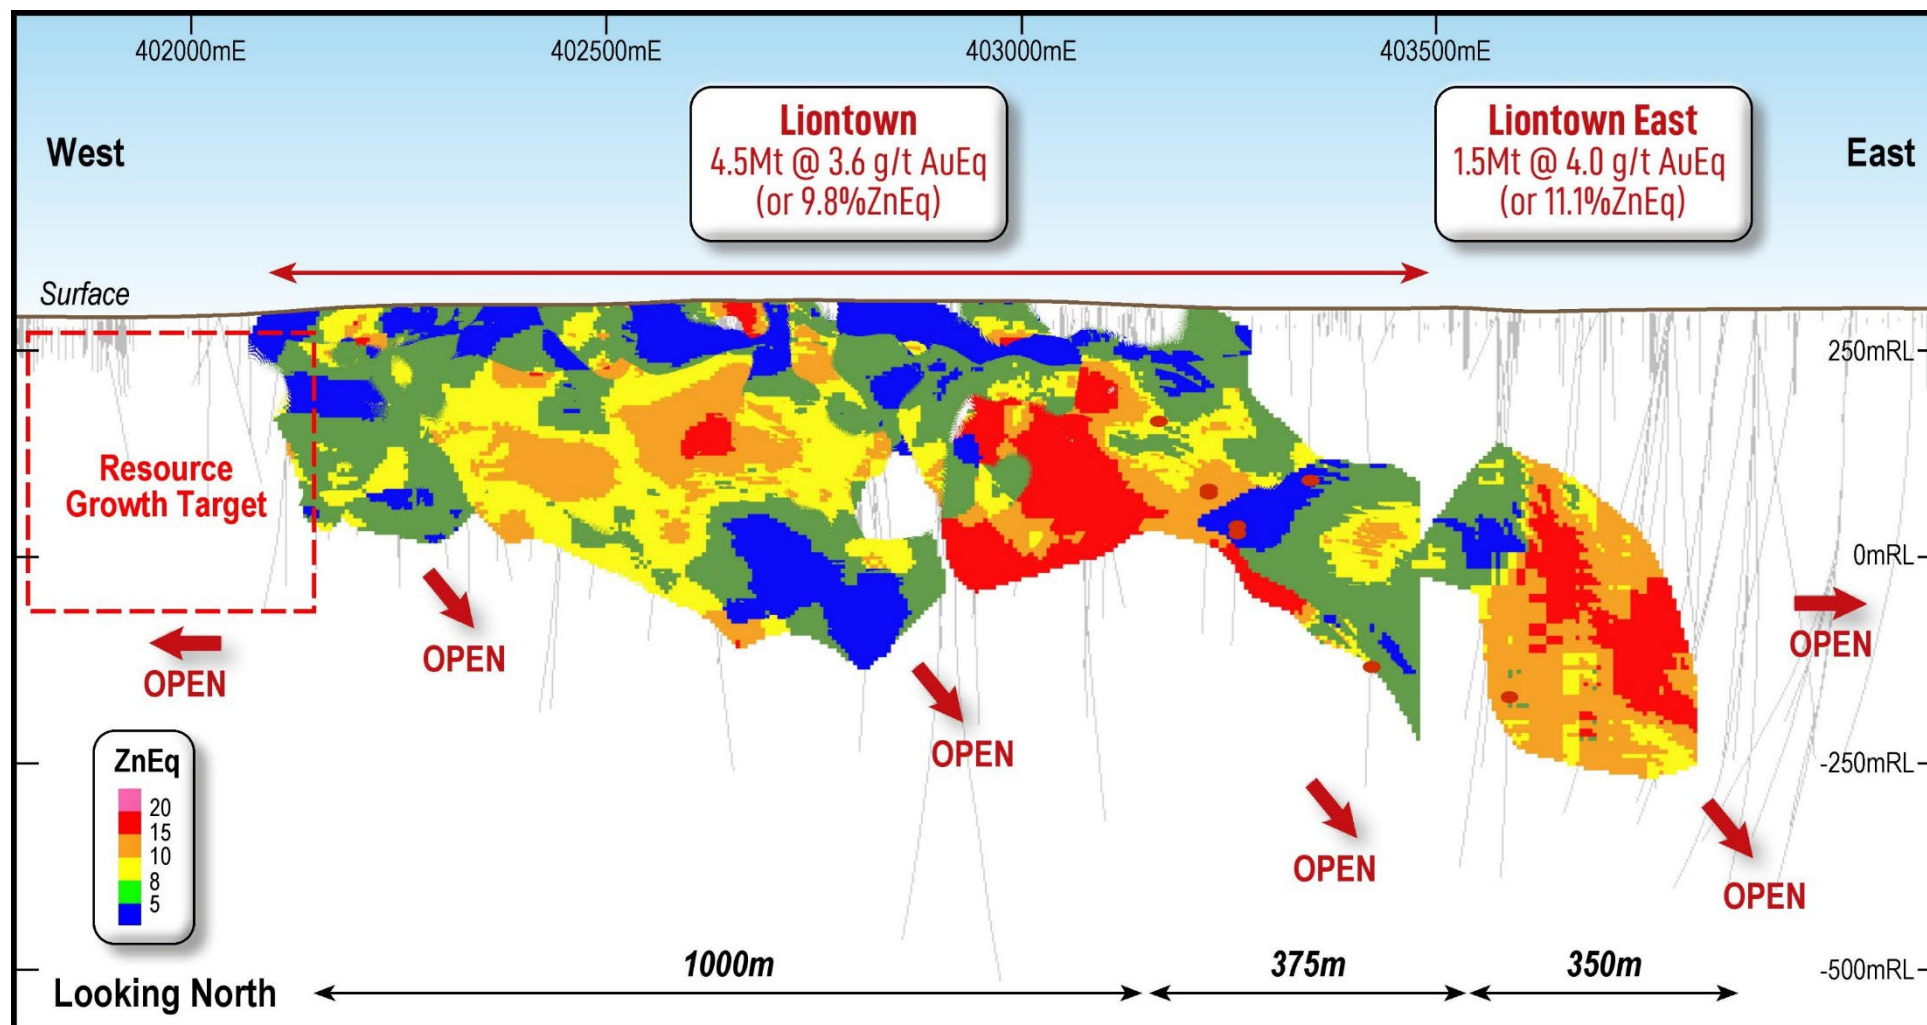 402000mE
402500mE
403000mE
403500mE
West
Liontown
4.5Mt @ 3.6 g/t AuEq
(or 9.8%ZnEq)
Liontown East
1.5Mt @ 4.0 g/t AuEq
(or 11.1%ZnEq)
East
Surface
250mRL
Resource
Growth Target
0mRL
OPEN
OPEN
OPEN
OPEN
OPEN
OPEN
-250mRL
ZnEq
20
15
10
8
5
1000m
375m
350m
-500mRL
Looking North